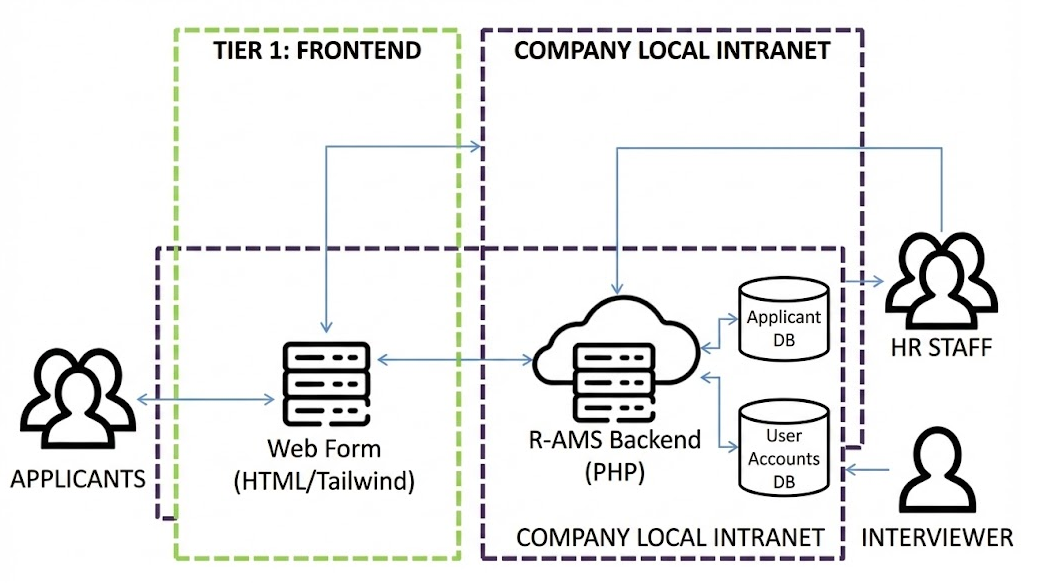 TIER 1: FRONTEND
COMPANY LOCAL INTRANET
Applicant
DB
HR STAFF
APPLICANTS
Web Form
(HTML/Tailwind)
R-AMS Backend
(PHP)
User
Accounts
DB
COMPANY LOCAL INTRANET
INTERVIEWER